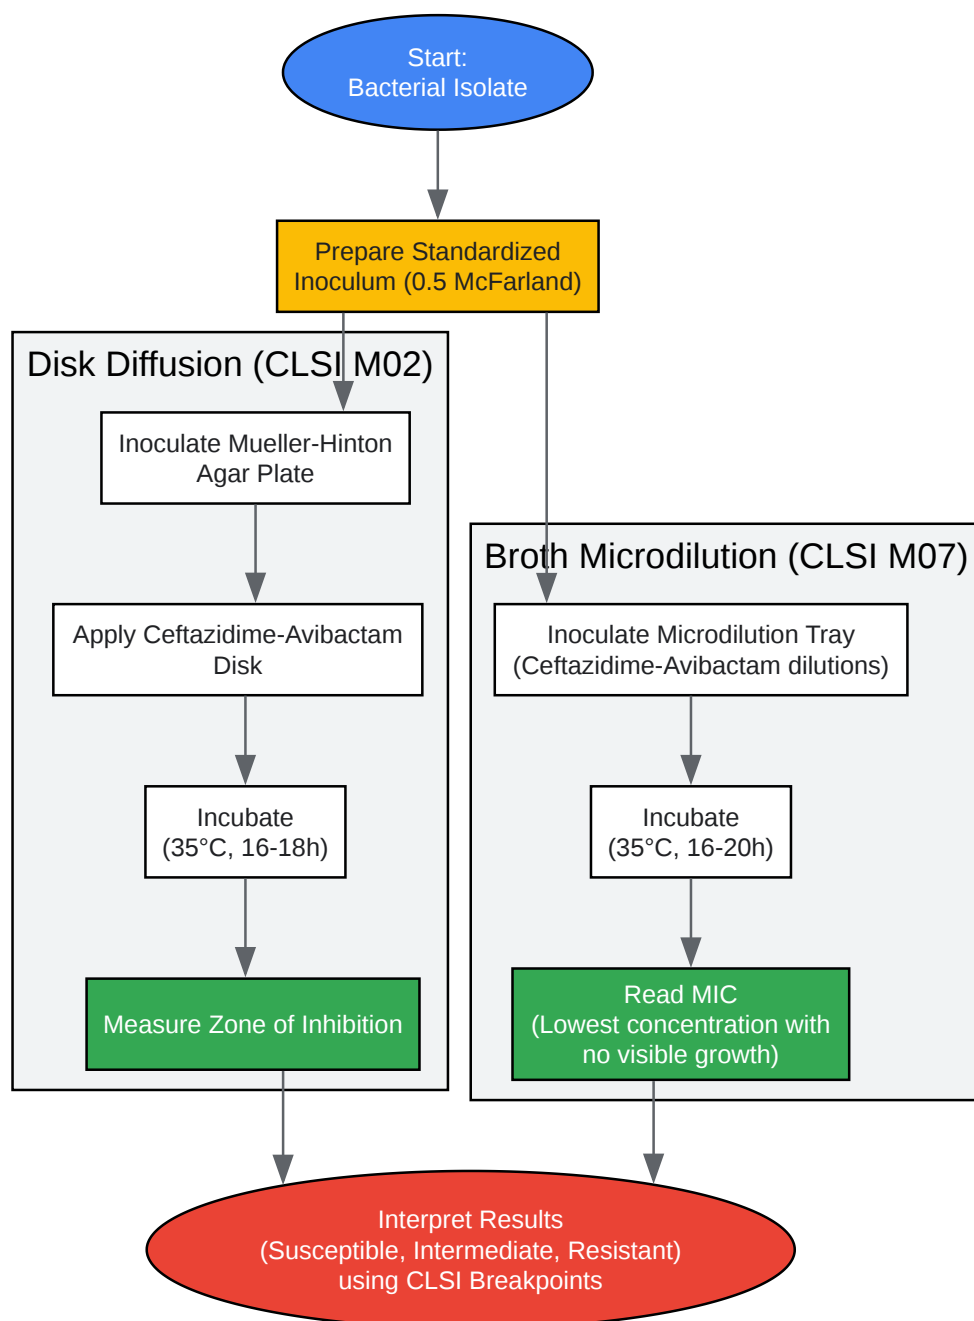 Start:
Bacterial Isolate
Prepare Standardized
Inoculum (0.5 McFarland)
Disk Diffusion (CLSI M02)
Inoculate Mueller-Hinton
Agar Plate
Apply Ceftazidime-Avibactam
Disk
Incubate
(35°C, 16-18h)
Measure Zone of Inhibition
Broth Microdilution (CLSI M07)
Inoculate Microdilution Tray
(Ceftazidime-Avibactam dilutions)
Incubate
(35°C, 16-20h)
Read MIC
(Lowest concentration with
no visible growth)
Interpret Results
(Susceptible, Intermediate, Resistant)
using CLSI Breakpoints